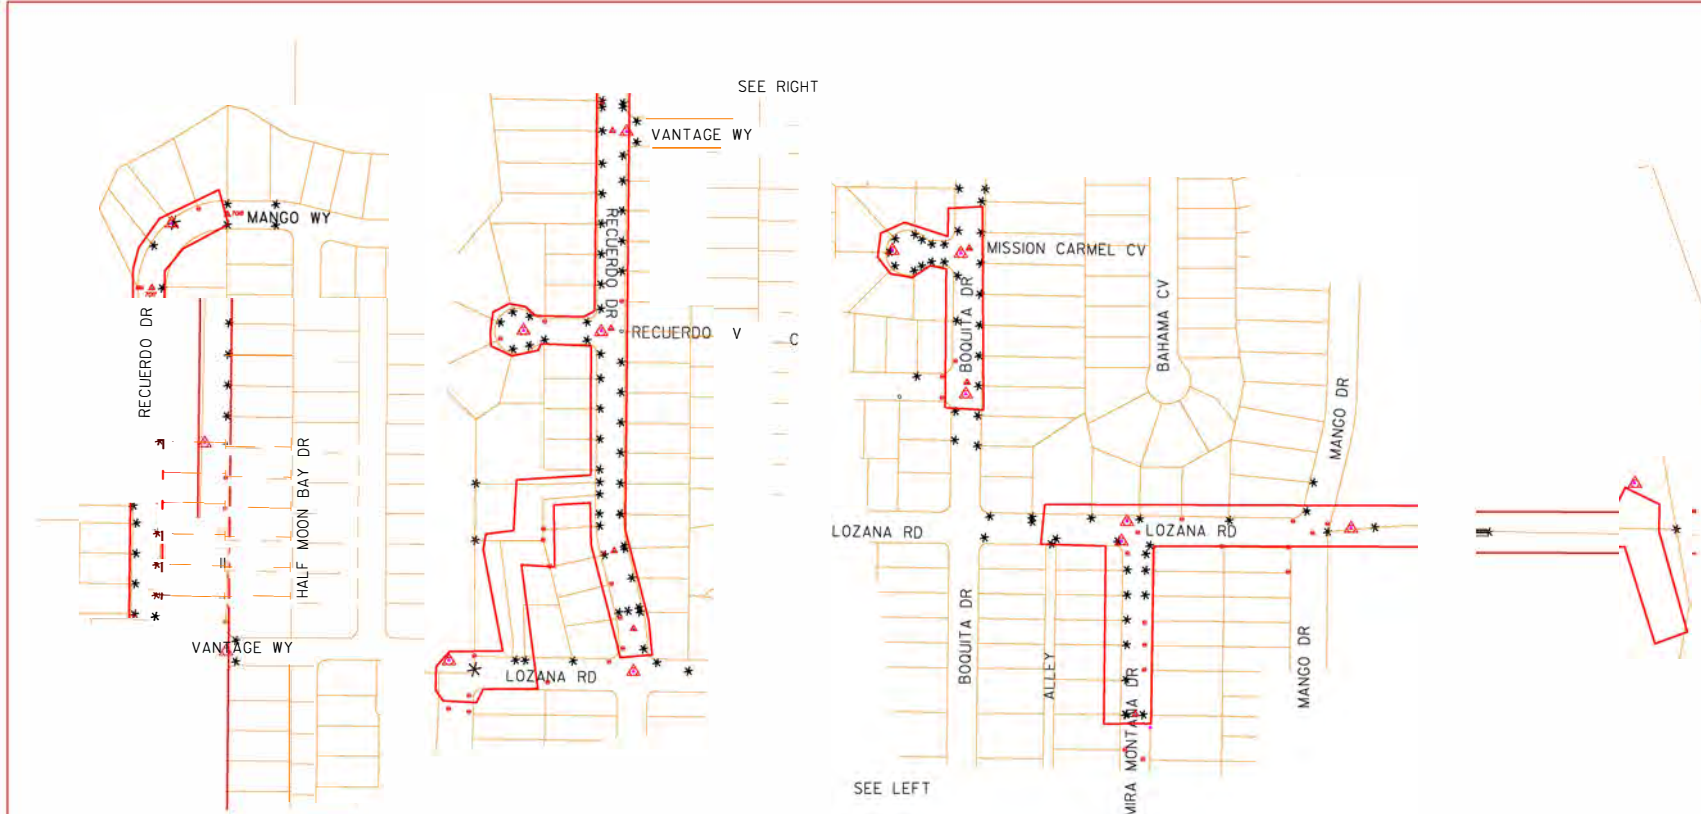 SEE RIGHT
VANTAGE WY
MANGO WY
RECUERDO DR
RECUERDO DR
RECUERDO V
C
HALF MOON BAY DR
VANTAGE WY
LOZANA RD
MISSION CARMEL CV
BOQUITA DR
BAHAMA CV
MANGO DR
LOZANA RD
LOZANA RD
BOQUITA DR
ALLEY
MIRA MONTANA DR
MANGO DR
SEE LEFT